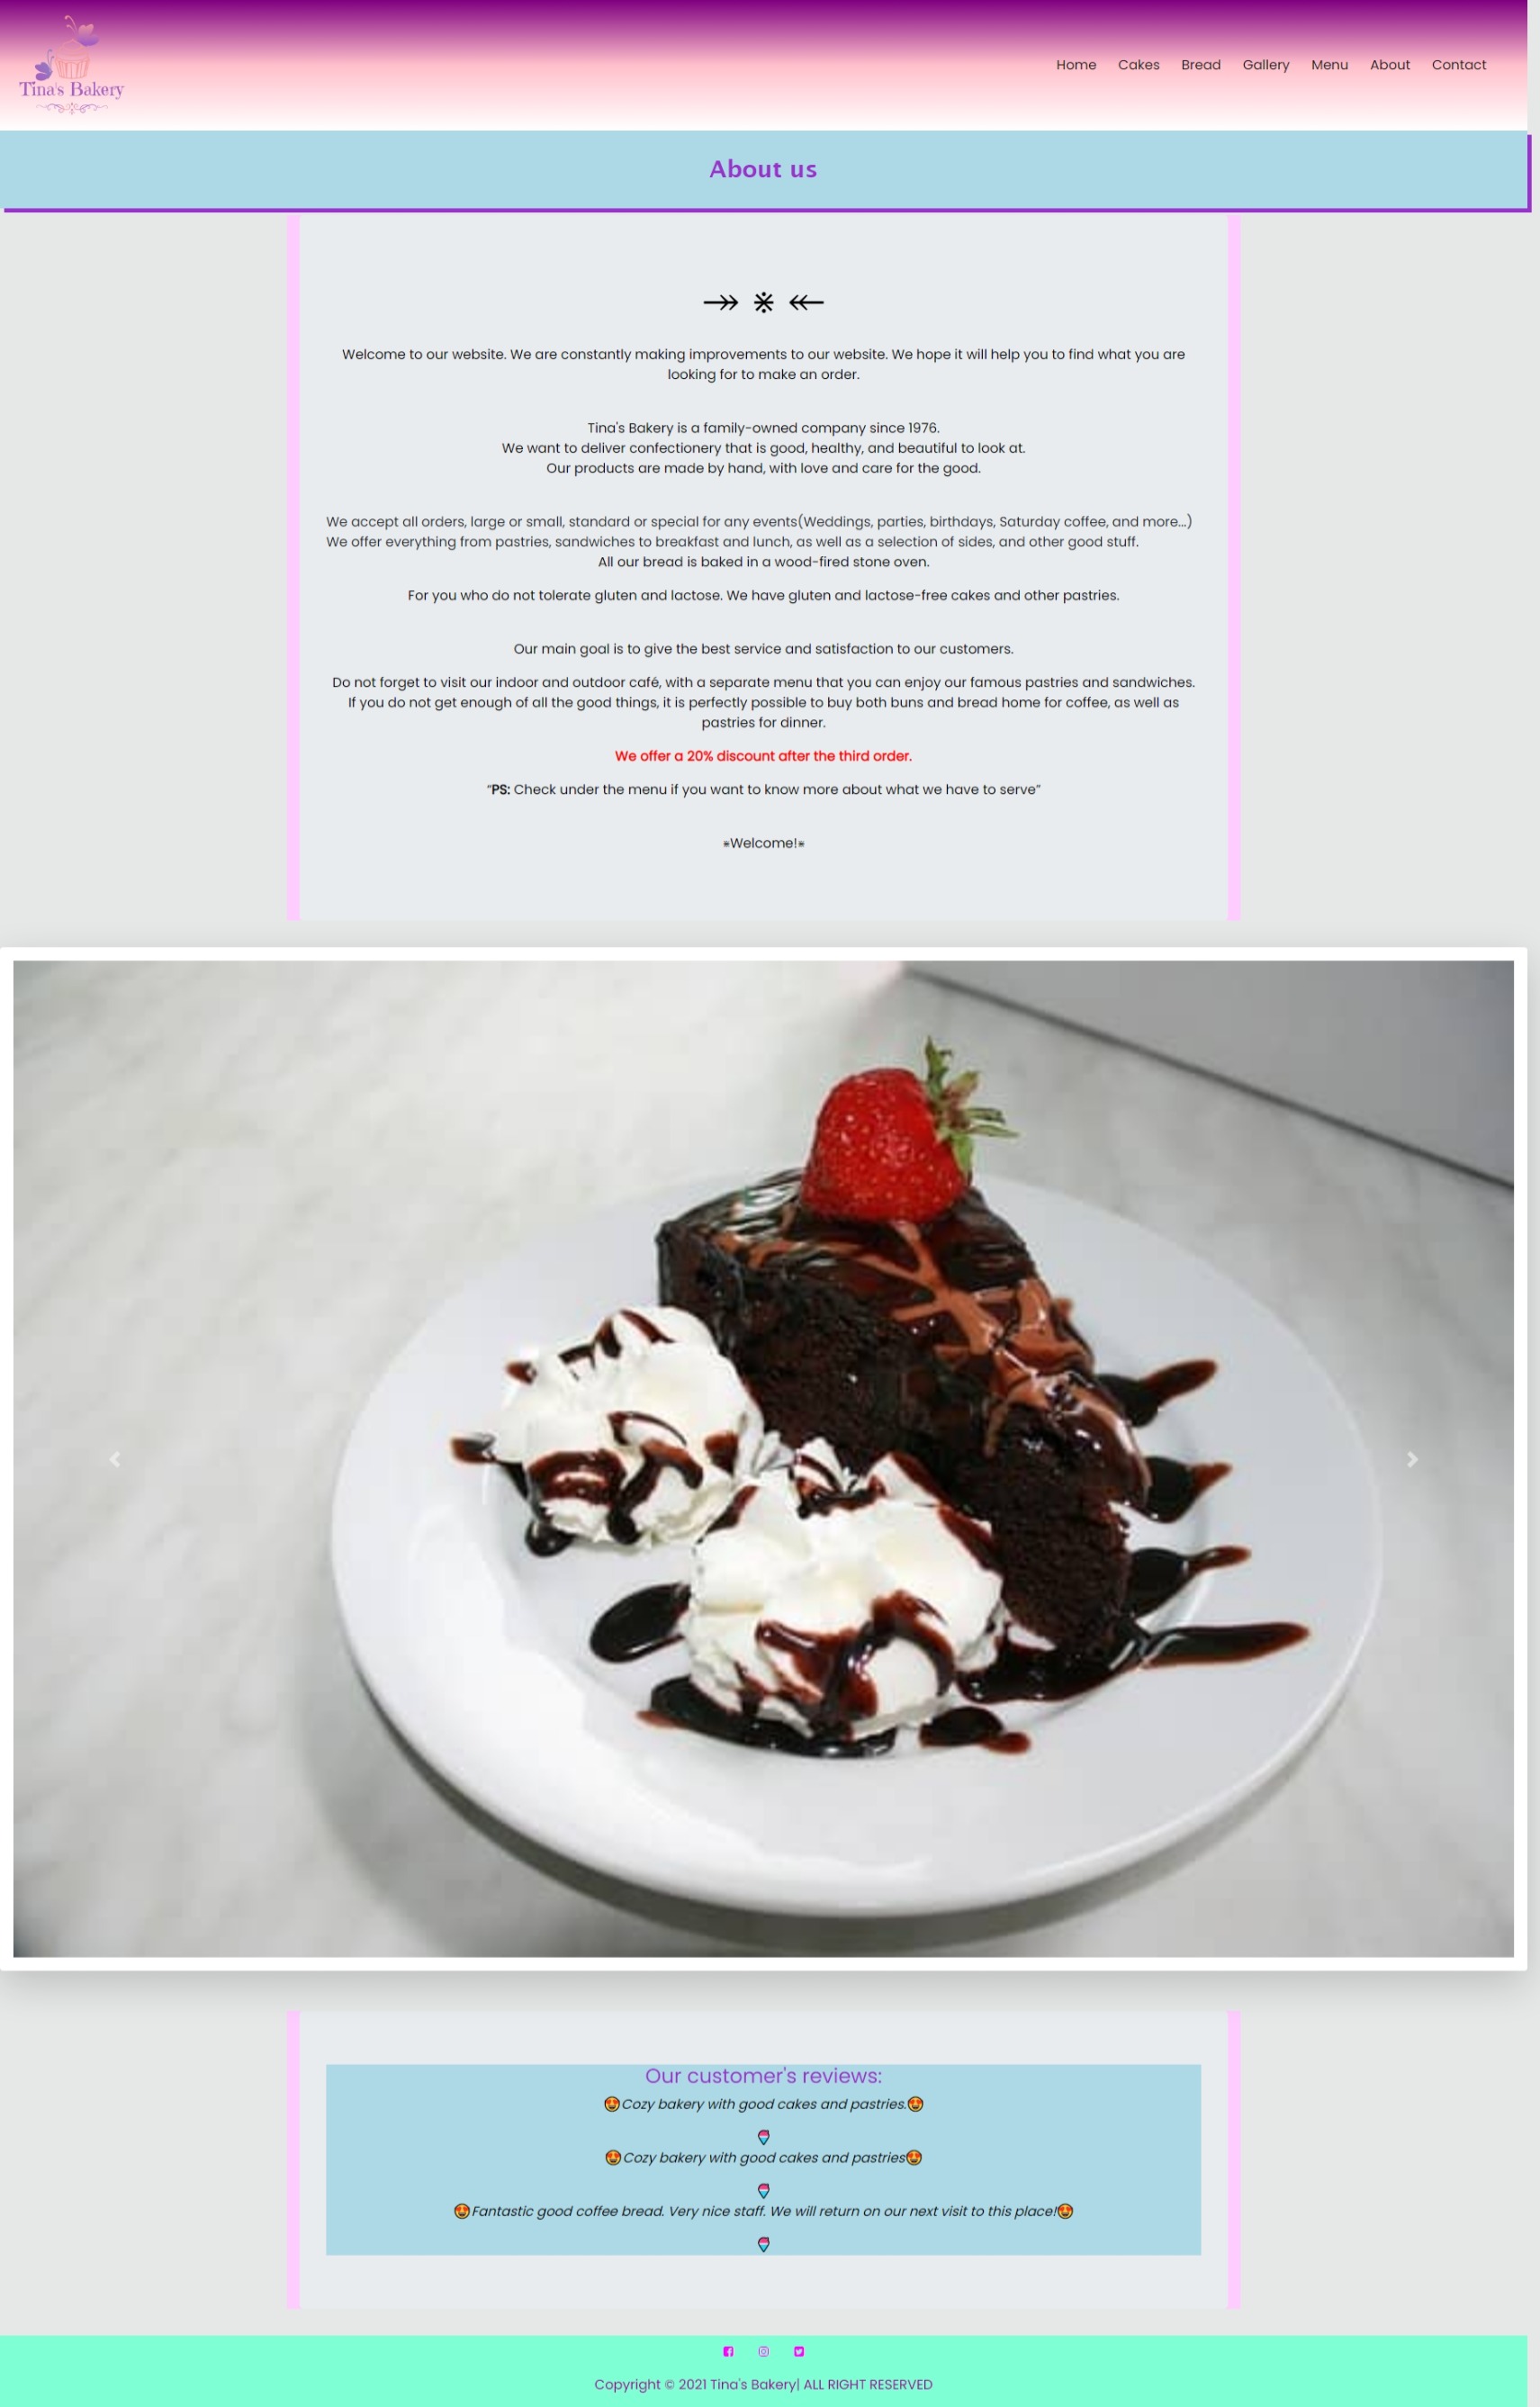 Tina's Bakery
Home Cakes Bread Gallery Menu About Contact
About us
Welcome to our website. We are constantly making improvements to our website. We hope it will help you to find what you are
looking for to make an order.
Tina's Bakery is a family-owned company since 1976.
We want to deliver confectionery that is good, healthy, and beautiful to look at.
Our products are made by hand, with love and care for the good.
We accept all orders, large or small, standard or special for any events(Weddings, parties, birthdays, Saturday coffee, and more...)
We offer everything from pastries, sandwiches to breakfast and lunch, as well as a selection of sides, and other good stuff.
All our bread is baked in a wood-fired stone oven.
For you who do not tolerate gluten and lactose. We have gluten and lactose-free cakes and other pastries.
Our main goal is to give the best service and satisfaction to our customers.
Do not forget to visit our indoor and outdoor café, with a separate menu that you can enjoy our famous pastries and sandwiches.
If you do not get enough of all the good things, it is perfectly possible to buy both buns and bread home for coffee, as well as
pastries for dinner.
We offer a 20% discount after the third order.
"PS: Check under the menu if you want to know more about what we have to serve"
⨳Welcome!⨳
Our customer's reviews:
🤩Cozy bakery with good cakes and pastries.🤩
🍧
🤩Cozy bakery with good cakes and pastries🤩
🍧
🤩Fantastic good coffee bread. Very nice staff. We will return on our next visit to this place!🤩
🍧
Copyright © 2021 Tina's Bakery| ALL RIGHT RESERVED